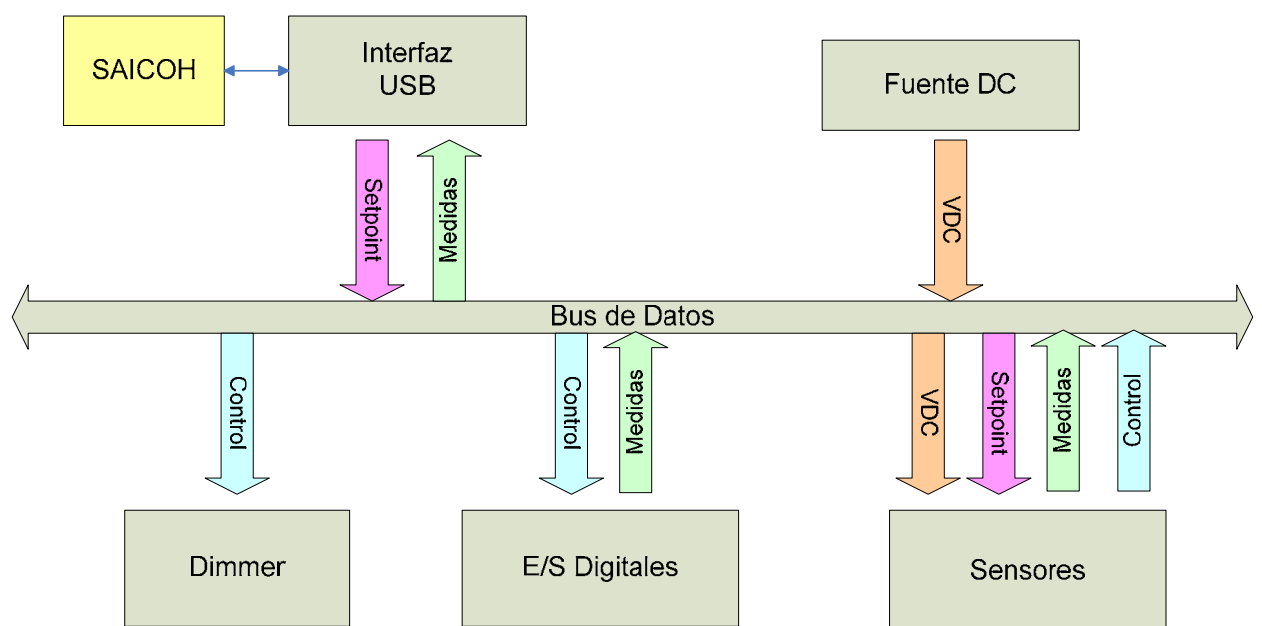 SAICOH
Interfaz
USB
Fuente DC
Setpoint
Medidas
VDC
Bus de Datos
Control
Control
Medidas
VDC
Setpoint
Medidas
Control
Dimmer
E/S Digitales
Sensores